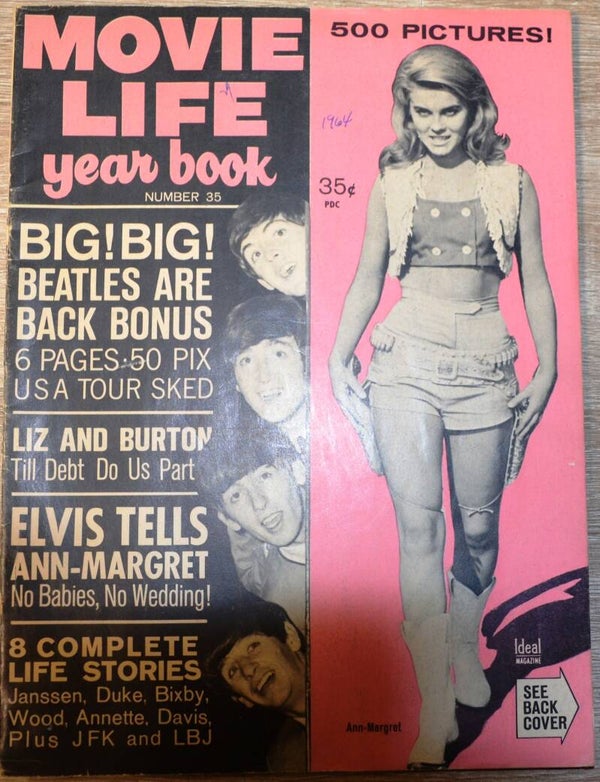 MOVIE
LIFE
year book
NUMBER 35
BIG! BIG!
BEATLES ARE
BACK BONUS
6 PAGES·50 PIX
USA TOUR SKED
LIZ AND BURTON
Till Debt Do Us Part
ELVIS TELLS
ANN-MARGRET
No Babies, No Wedding!
8 COMPLETE
LIFE STORIES
Janssen, Duke, Bixby,
Wood, Annette, Davis,
Plus JFK and LBJ
500 PICTURES!
1964
35¢
PDC
Ann-Margret
Ideal
MAGAZINE
SEE
BACK
COVER